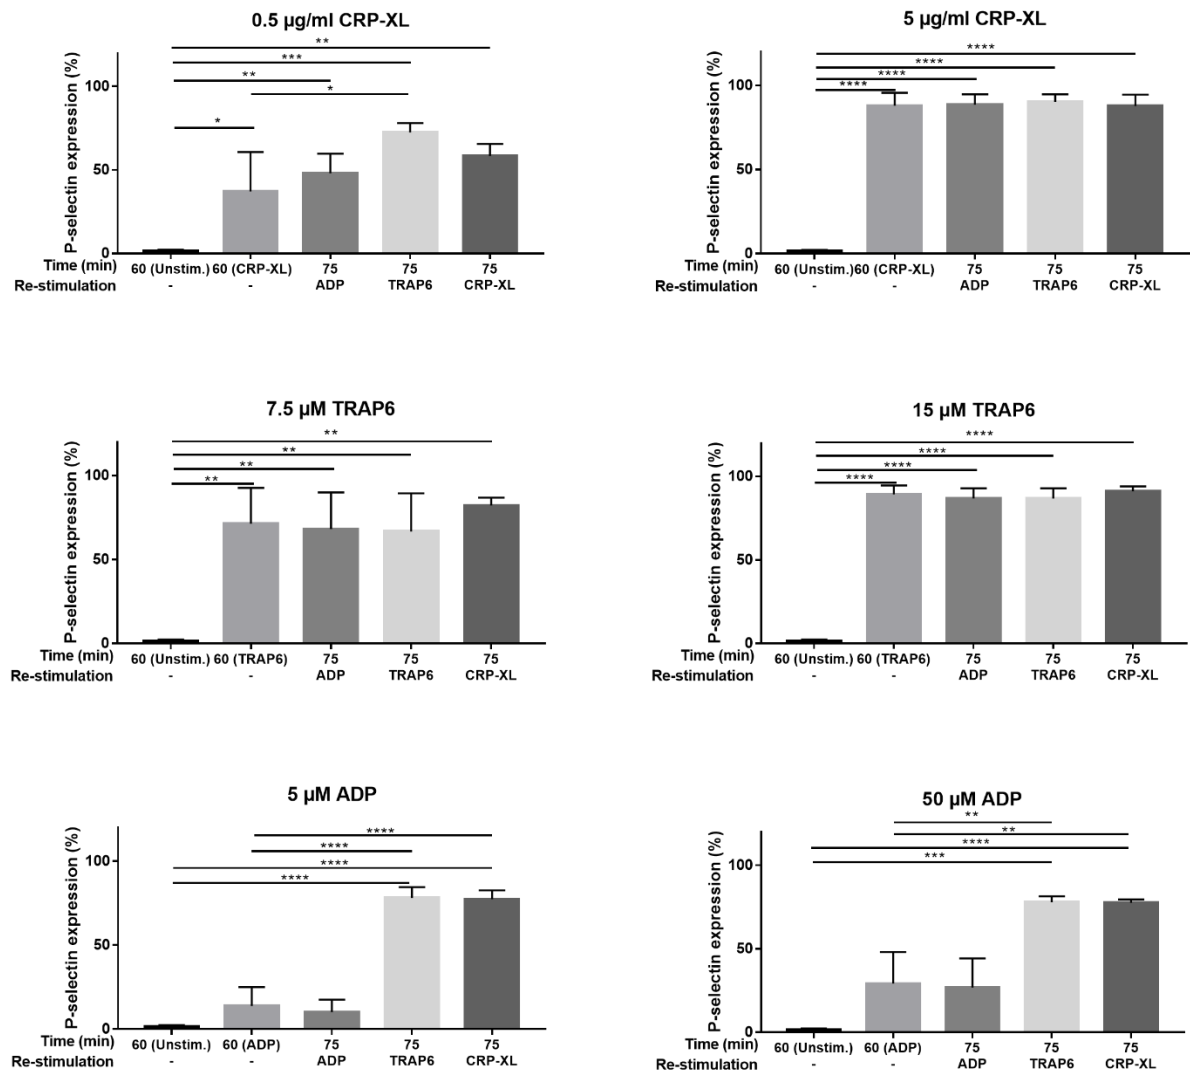 0.5 µg/ml CRP-XL
**
***
**
*
*
P-selectin expression (%)
100
50
0
Time (min) 60 (Unstim.) 60 (CRP-XL) 75 75 75
Re-stimulation - - ADP TRAP6 CRP-XL
5 µg/ml CRP-XL
****
****
****
****
P-selectin expression (%)
100
50
0
Time (min) 60 (Unstim.) 60 (CRP-XL) 75 75 75
Re-stimulation - - ADP TRAP6 CRP-XL
7.5 µM TRAP6
**
**
**
**
P-selectin expression (%)
100
50
0
Time (min) 60 (Unstim.) 60 (TRAP6) 75 75 75
Re-stimulation - - ADP TRAP6 CRP-XL
15 µM TRAP6
****
****
****
****
P-selectin expression (%)
100
50
0
Time (min) 60 (Unstim.) 60 (TRAP6) 75 75 75
Re-stimulation - - ADP TRAP6 CRP-XL
5 µM ADP
****
****
****
****
P-selectin expression (%)
100
50
0
Time (min) 60 (Unstim.) 60 (ADP) 75 75 75
Re-stimulation - - ADP TRAP6 CRP-XL
50 µM ADP
**
**
****
***
P-selectin expression (%)
100
50
0
Time (min) 60 (Unstim.) 60 (ADP) 75 75 75
Re-stimulation - - ADP TRAP6 CRP-XL